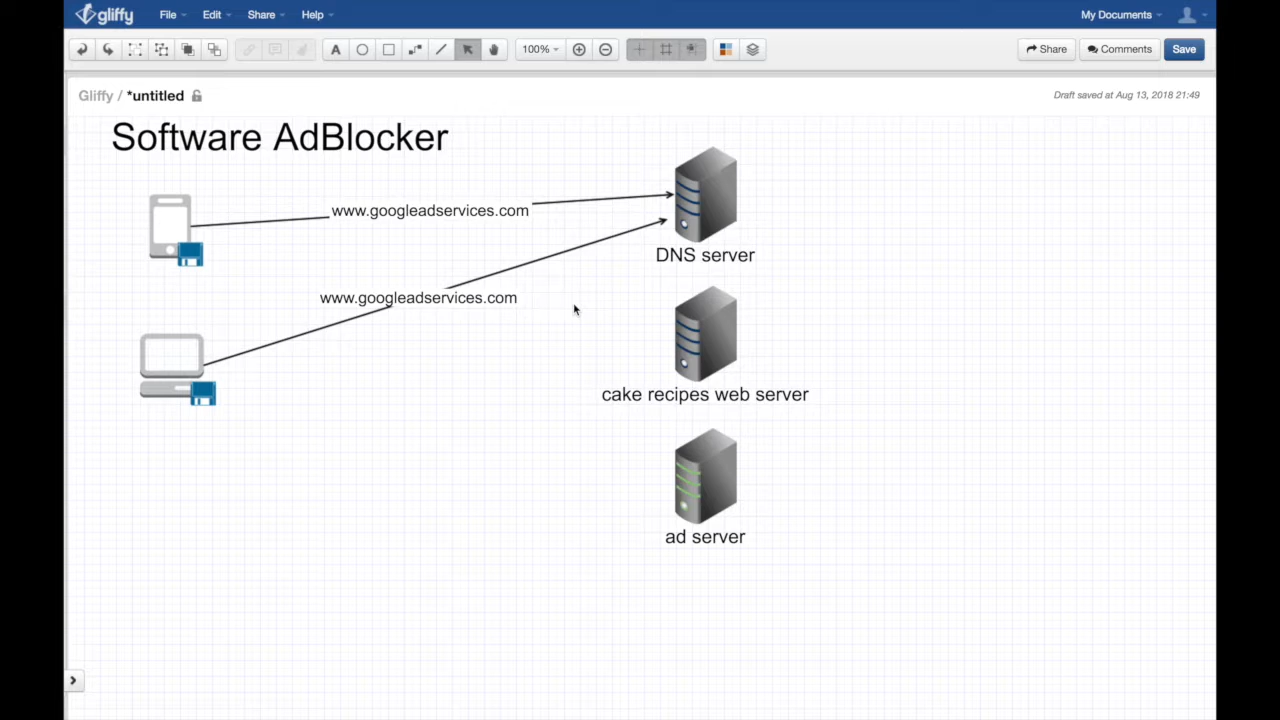 gliffy File Edit Share Help My Documents
A 100% Share Comments Save
Gliffy / *untitled Draft saved at Aug 13, 2018 21:49
Software AdBlocker
www.googleadservices.com
DNS server
www.googleadservices.com
cake recipes web server
ad server